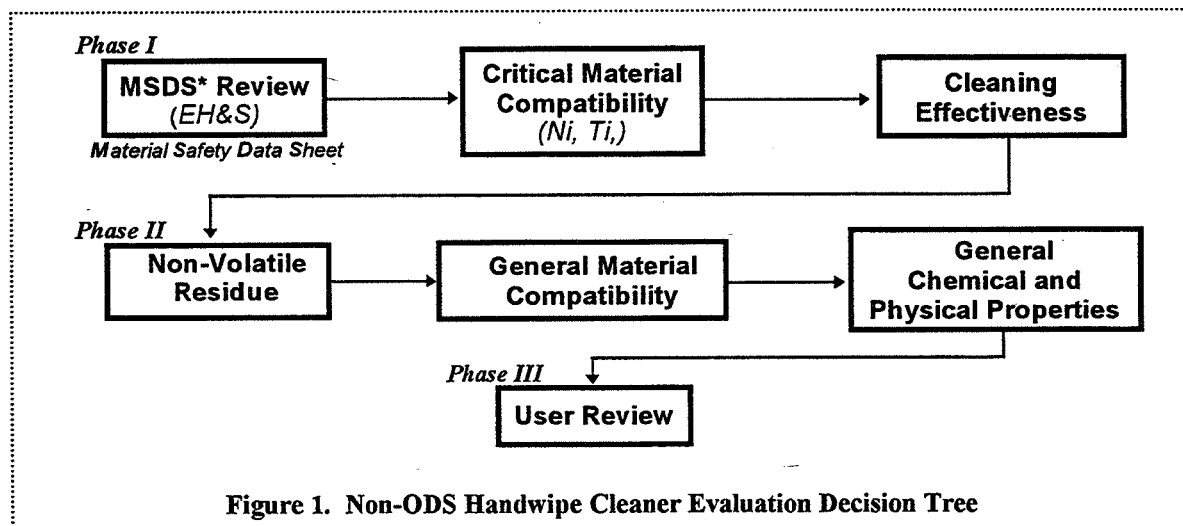 Phase I
MSDS* Review
(EH&S)
Material Safety Data Sheet
Critical Material
Compatibility
(Ni, Ti,)
Cleaning
Effectiveness
Phase II
Non-Volatile
Residue
General Material
Compatibility
General
Chemical and
Physical Properties
Phase III
User Review
Figure 1. Non-ODS Handwipe Cleaner Evaluation Decision Tree